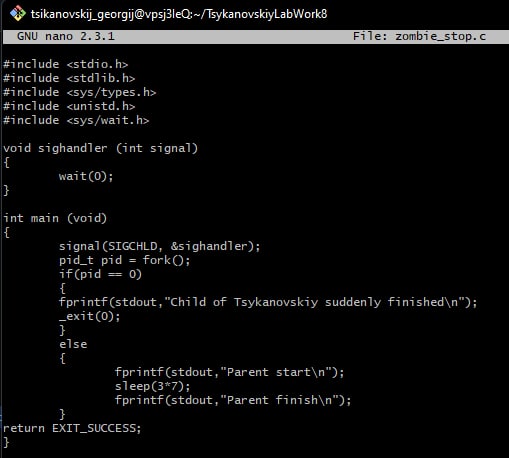 tsikanovskij_georgij@vpsj3leQ:~/TsykanovskiyLabWork8
GNU nano 2.3.1 File: zombie_stop.c
#include <stdio.h>
#include <stdlib.h>
#include <sys/types.h>
#include <unistd.h>
#include <sys/wait.h>
void sighandler (int signal)
{
wait(0);
}
int main (void)
{
signal(SIGCHLD, &sighandler);
pid_t pid = fork();
if(pid == 0)
{
fprintf(stdout,"Child of Tsykanovskiy suddenly finished\n");
_exit(0);
}
else
{
fprintf(stdout,"Parent start\n");
sleep(3*7);
fprintf(stdout,"Parent finish\n");
}
return EXIT_SUCCESS;
}